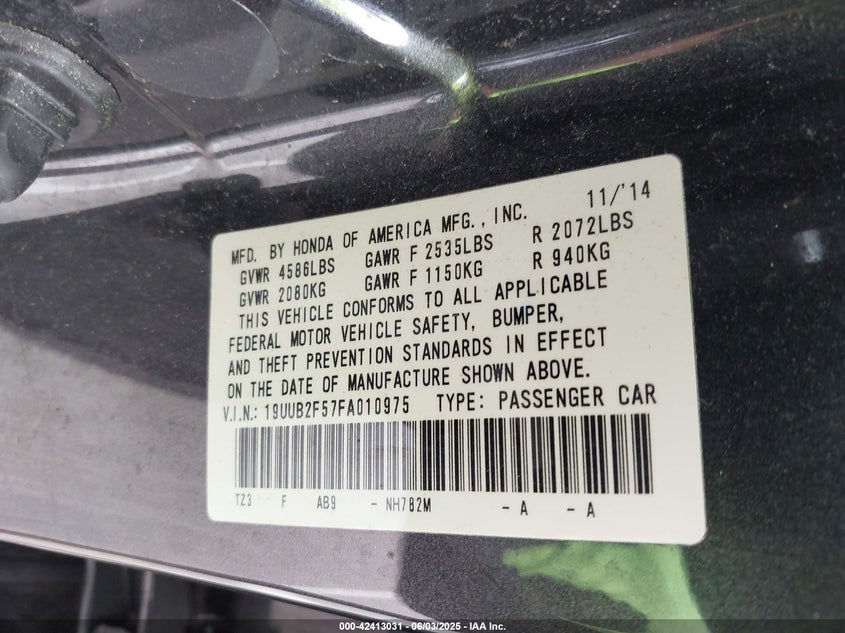 MFD. BY HONDA OF AMERICA MFG., INC. 11/'14
GVWR 4586LBS GAWR F 2535LBS R 2072LBS
GVWR 2080KG GAWR F 1150KG R 940KG
THIS VEHICLE CONFORMS TO ALL APPLICABLE
FEDERAL MOTOR VEHICLE SAFETY, BUMPER,
AND THEFT PREVENTION STANDARDS IN EFFECT
ON THE DATE OF MANUFACTURE SHOWN ABOVE.
V.I.N.: 19UUB2F57FA010975 TYPE: PASSENGER CAR
TZ3 F AB9 - NH782M - A - A
000-42413031 - 06/03/2025 - IAA Inc.